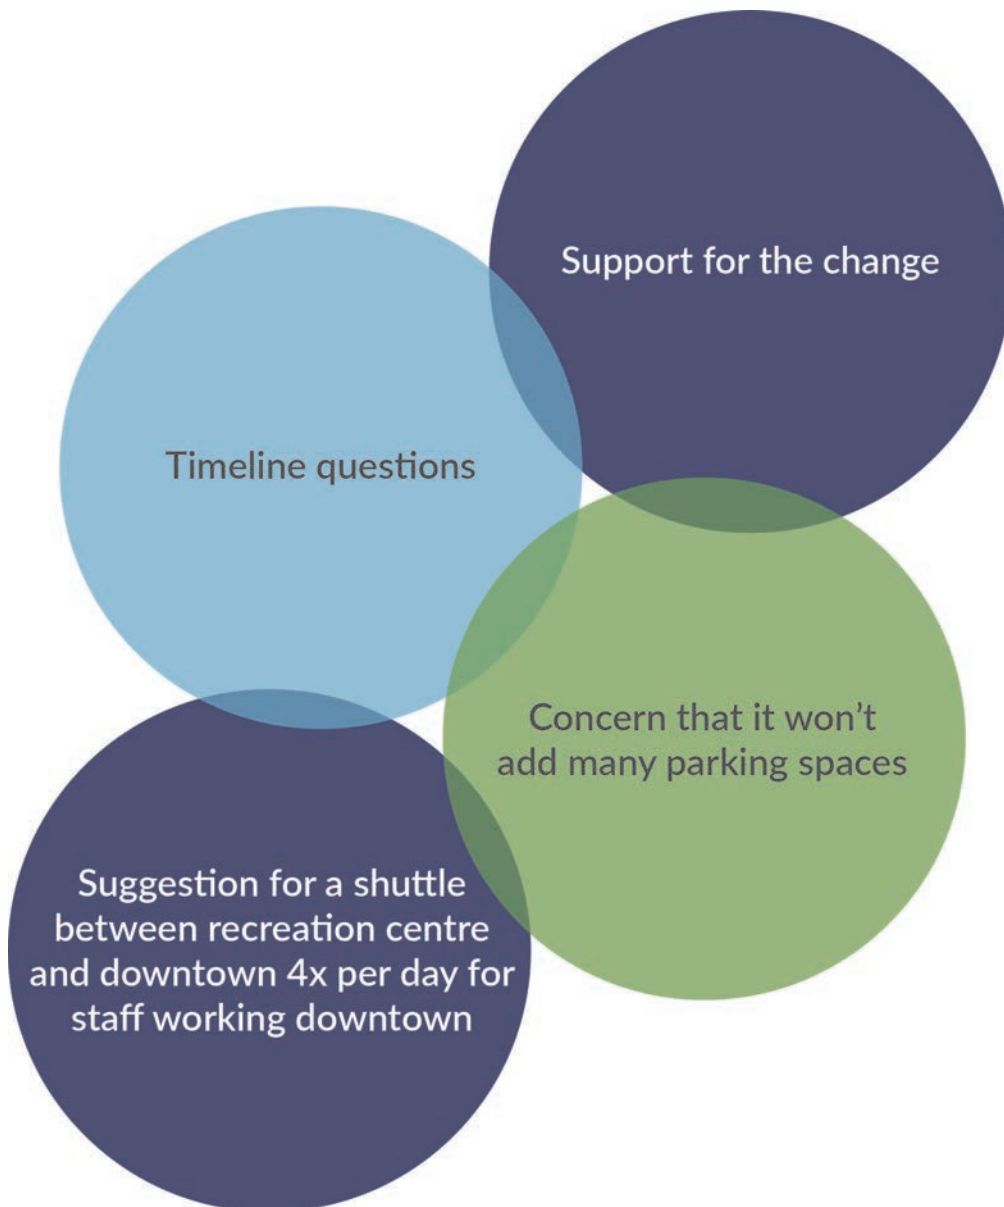 Support for the change
Timeline questions
Concern that it won’t
add many parking spaces
Suggestion for a shuttle
between recreation centre
and downtown 4x per day for
staff working downtown